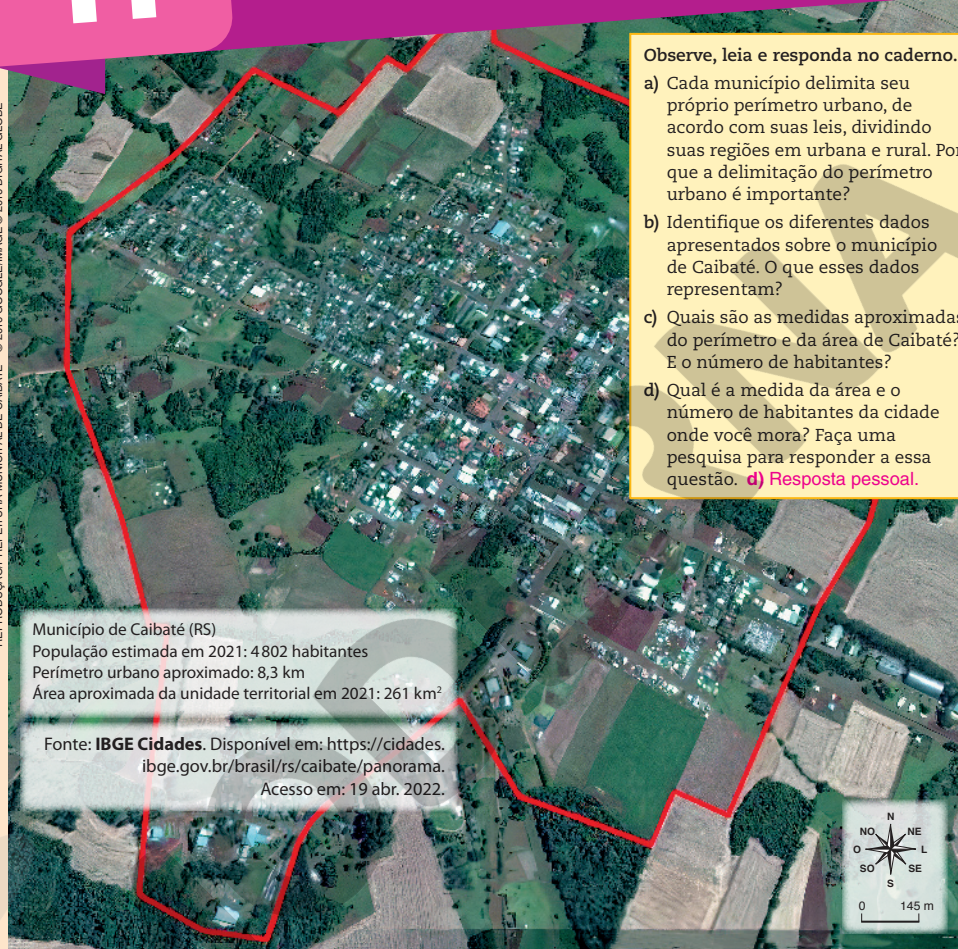 Observe, leia e responda no caderno.
a) Cada município delimita seu
próprio perímetro urbano, de
acordo com suas leis, dividindo
suas regiões em urbana e rural. Por
que a delimitação do perímetro
urbano é importante?
b) Identifique os diferentes dados
apresentados sobre o município
de Caibaté. O que esses dados
representam?
c) Quais são as medidas aproximadas
do perímetro e da área de Caibaté?
E o número de habitantes?
d) Qual é a medida da área e o
número de habitantes da cidade
onde você mora? Faça uma
pesquisa para responder a essa
questão. d) Resposta pessoal.
Município de Caibaté (RS)
População estimada em 2021: 4 802 habitantes
Perímetro urbano aproximado: 8,3 km
Área aproximada da unidade territorial em 2021: 261 km²
Fonte: IBGE Cidades. Disponível em: https://cidades.
ibge.gov.br/brasil/rs/caibate/panorama.
Acesso em: 19 abr. 2022.
N
NO NE
O L
SO SE
S
0 145 m